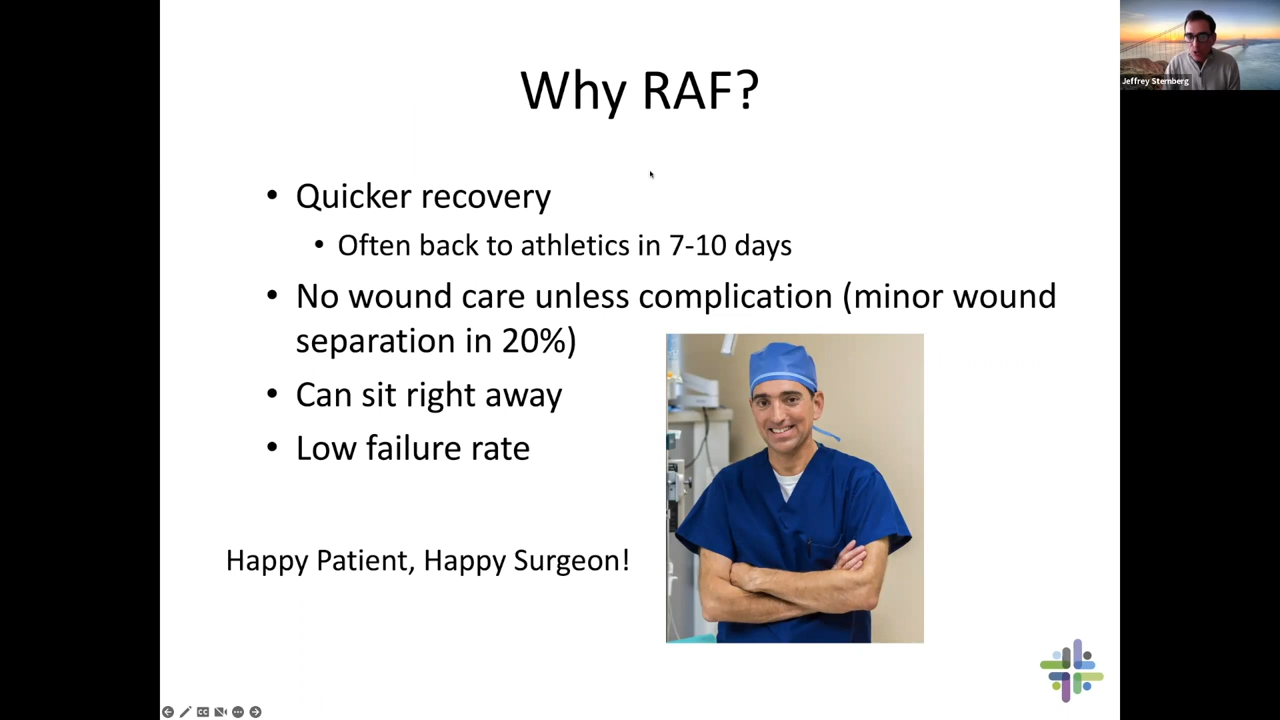 Why RAF?
• Quicker recovery
• Often back to athletics in 7-10 days
• No wound care unless complication (minor wound
separation in 20%)
• Can sit right away
• Low failure rate
Happy Patient, Happy Surgeon!
Jeffrey Sternberg
CC